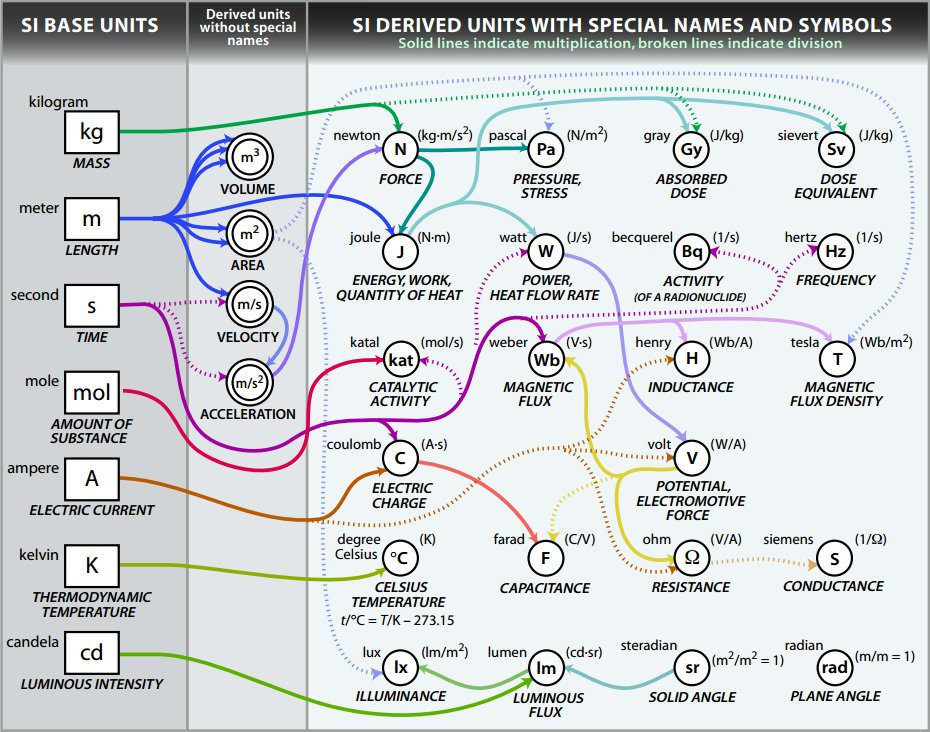 SI BASE UNITS
Derived units
without special
names
SI DERIVED UNITS WITH SPECIAL NAMES AND SYMBOLS
Solid lines indicate multiplication, broken lines indicate division
kilogram
kg
MASS
meter
m
LENGTH
second
s
TIME
mole
mol
AMOUNT OF
SUBSTANCE
ampere
A
ELECTRIC CURRENT
kelvin
K
THERMODYNAMIC
TEMPERATURE
candela
cd
LUMINOUS INTENSITY
m³
VOLUME
m²
AREA
m/s
VELOCITY
m/s²
ACCELERATION
newton
N
(kg·m/s²)
FORCE
pascal
Pa
(N/m²)
PRESSURE,
STRESS
gray
Gy
(J/kg)
ABSORBED
DOSE
sievert
Sv
(J/kg)
DOSE
EQUIVALENT
joule
J
(N·m)
ENERGY, WORK,
QUANTITY OF HEAT
watt
W
(J/s)
POWER,
HEAT FLOW RATE
becquerel
Bq
(1/s)
ACTIVITY
(OF A RADIONUCLIDE)
hertz
Hz
(1/s)
FREQUENCY
katal
kat
(mol/s)
CATALYTIC
ACTIVITY
weber
Wb
(V·s)
MAGNETIC
FLUX
henry
H
(Wb/A)
INDUCTANCE
tesla
T
(Wb/m²)
MAGNETIC
FLUX DENSITY
coulomb
C
(A·s)
ELECTRIC
CHARGE
volt
V
(W/A)
POTENTIAL,
ELECTROMOTIVE
FORCE
degree
Celsius
°C
(K)
CELSIUS
TEMPERATURE
t/°C = T/K – 273.15
farad
F
(C/V)
CAPACITANCE
ohm
Ω
(V/A)
RESISTANCE
siemens
S
(1/Ω)
CONDUCTANCE
lux
lx
(lm/m²)
ILLUMINANCE
lumen
lm
(cd·sr)
LUMINOUS
FLUX
steradian
sr
(m²/m² = 1)
SOLID ANGLE
radian
rad
(m/m = 1)
PLANE ANGLE